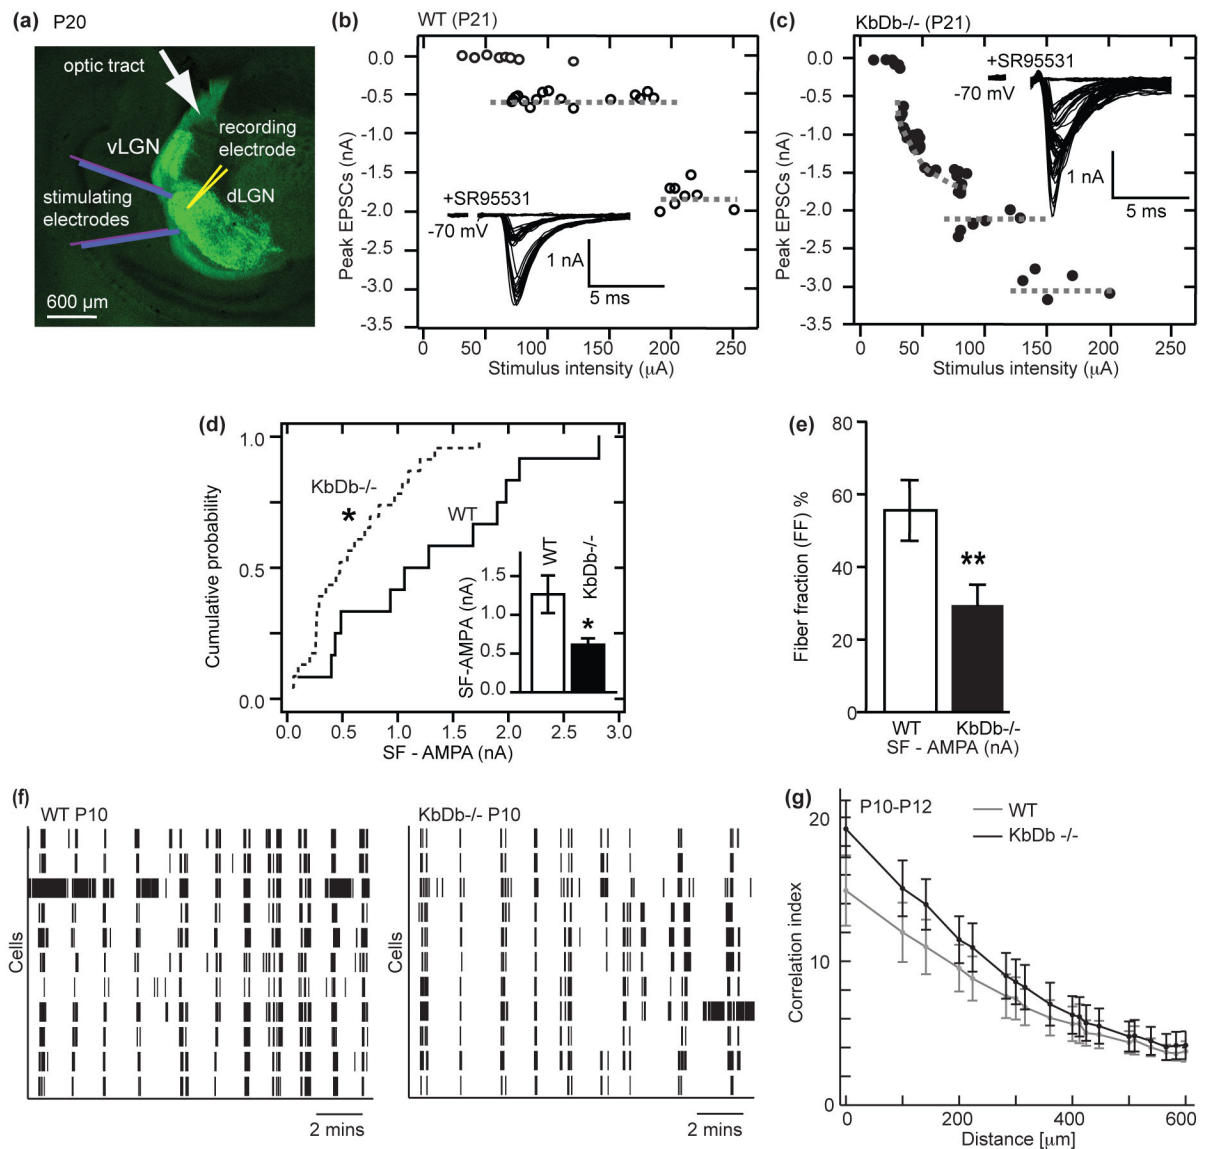 (a) P20
optic tract
vLGN
recording
electrode
stimulating
electrodes
dLGN
600 µm
(b) WT (P21)
Peak EPSCs (nA)
0.0
-0.5
-1.0
-1.5
-2.0
-2.5
-3.0
-3.5
+SR95531
-70 mV
1 nA
5 ms
0 50 100 150 200 250
Stimulus intensity (µA)
(c) KbDb-/- (P21)
Peak EPSCs (nA)
0.0
-0.5
-1.0
-1.5
-2.0
-2.5
-3.0
-3.5
+SR95531
-70 mV
1 nA
5 ms
0 50 100 150 200 250
Stimulus intensity (µA)
(d)
Cumulative probability
1.0
0.5
0.0
KbDb-/-
*
WT
SF-AMPA (nA)
1.5
1.0
0.5
0.0
WT
KbDb-/-
*
0.0 0.5 1.0 1.5 2.0 2.5 3.0
SF - AMPA (nA)
(e)
Fiber fraction (FF) %
80
60
40
20
0
**
WT KbDb-/-
SF - AMPA (nA)
(f)
WT P10
Cells
2 mins
KbDb-/- P10
Cells
2 mins
(g)
P10-P12
WT
KbDb -/-
Correlation index
20
10
0
0 200 400 600
Distance [µm]